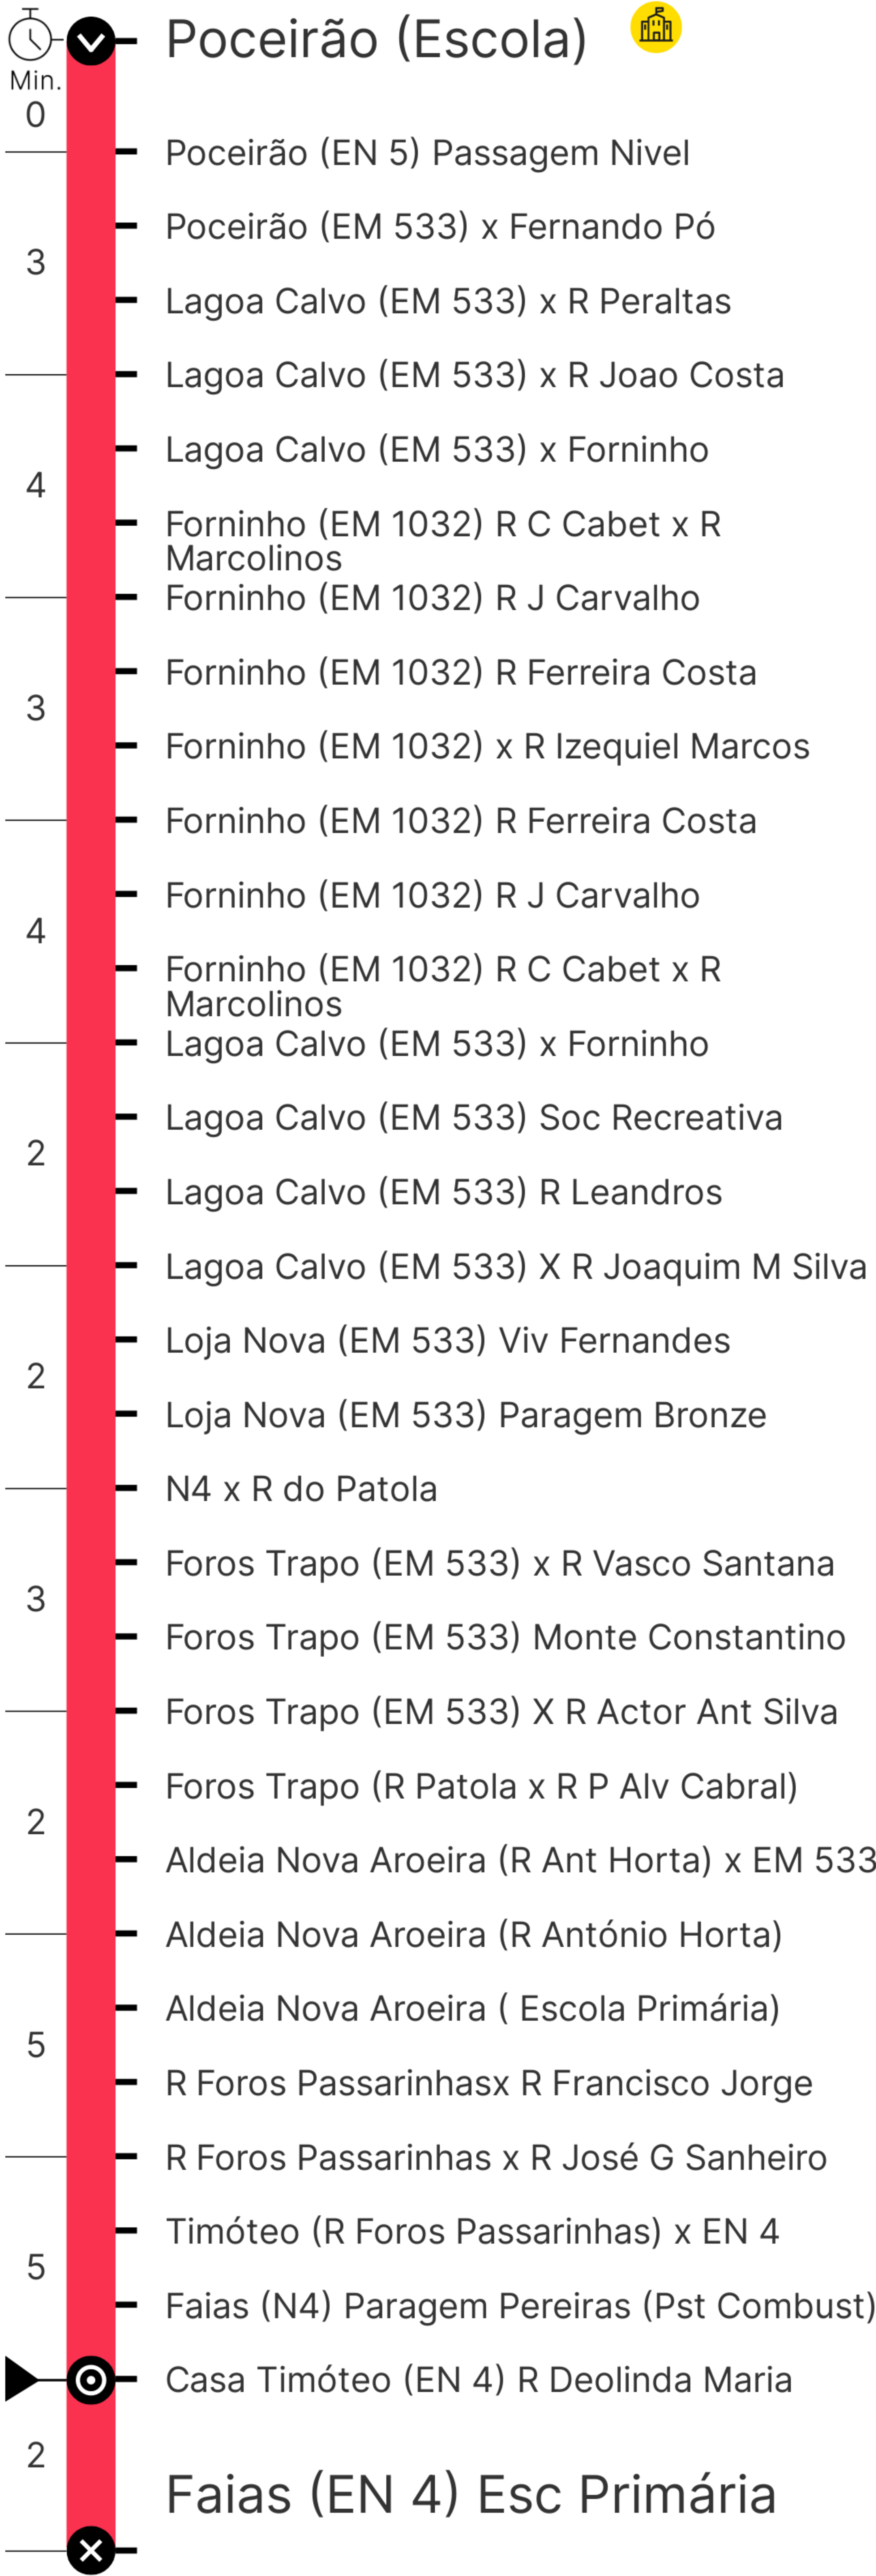 Poceirão (Escola)
Min.
0
Poceirão (EN 5) Passagem Nivel
Poceirão (EM 533) x Fernando Pó
3
Lagoa Calvo (EM 533) x R Peraltas
Lagoa Calvo (EM 533) x R Joao Costa
Lagoa Calvo (EM 533) x Forninho
4
Forninho (EM 1032) R C Cabet x R
Marcolinos
Forninho (EM 1032) R J Carvalho
Forninho (EM 1032) R Ferreira Costa
3
Forninho (EM 1032) x R Izequiel Marcos
Forninho (EM 1032) R Ferreira Costa
Forninho (EM 1032) R J Carvalho
4
Forninho (EM 1032) R C Cabet x R
Marcolinos
Lagoa Calvo (EM 533) x Forninho
Lagoa Calvo (EM 533) Soc Recreativa
2
Lagoa Calvo (EM 533) R Leandros
Lagoa Calvo (EM 533) X R Joaquim M Silva
Loja Nova (EM 533) Viv Fernandes
2
Loja Nova (EM 533) Paragem Bronze
N4 x R do Patola
Foros Trapo (EM 533) x R Vasco Santana
3
Foros Trapo (EM 533) Monte Constantino
Foros Trapo (EM 533) X R Actor Ant Silva
Foros Trapo (R Patola x R P Alv Cabral)
2
Aldeia Nova Aroeira (R Ant Horta) x EM 533
Aldeia Nova Aroeira (R António Horta)
Aldeia Nova Aroeira ( Escola Primária)
5
R Foros Passarinhasx R Francisco Jorge
R Foros Passarinhas x R José G Sanheiro
Timóteo (R Foros Passarinhas) x EN 4
5
Faias (N4) Paragem Pereiras (Pst Combust)
Casa Timóteo (EN 4) R Deolinda Maria
2
Faias (EN 4) Esc Primária